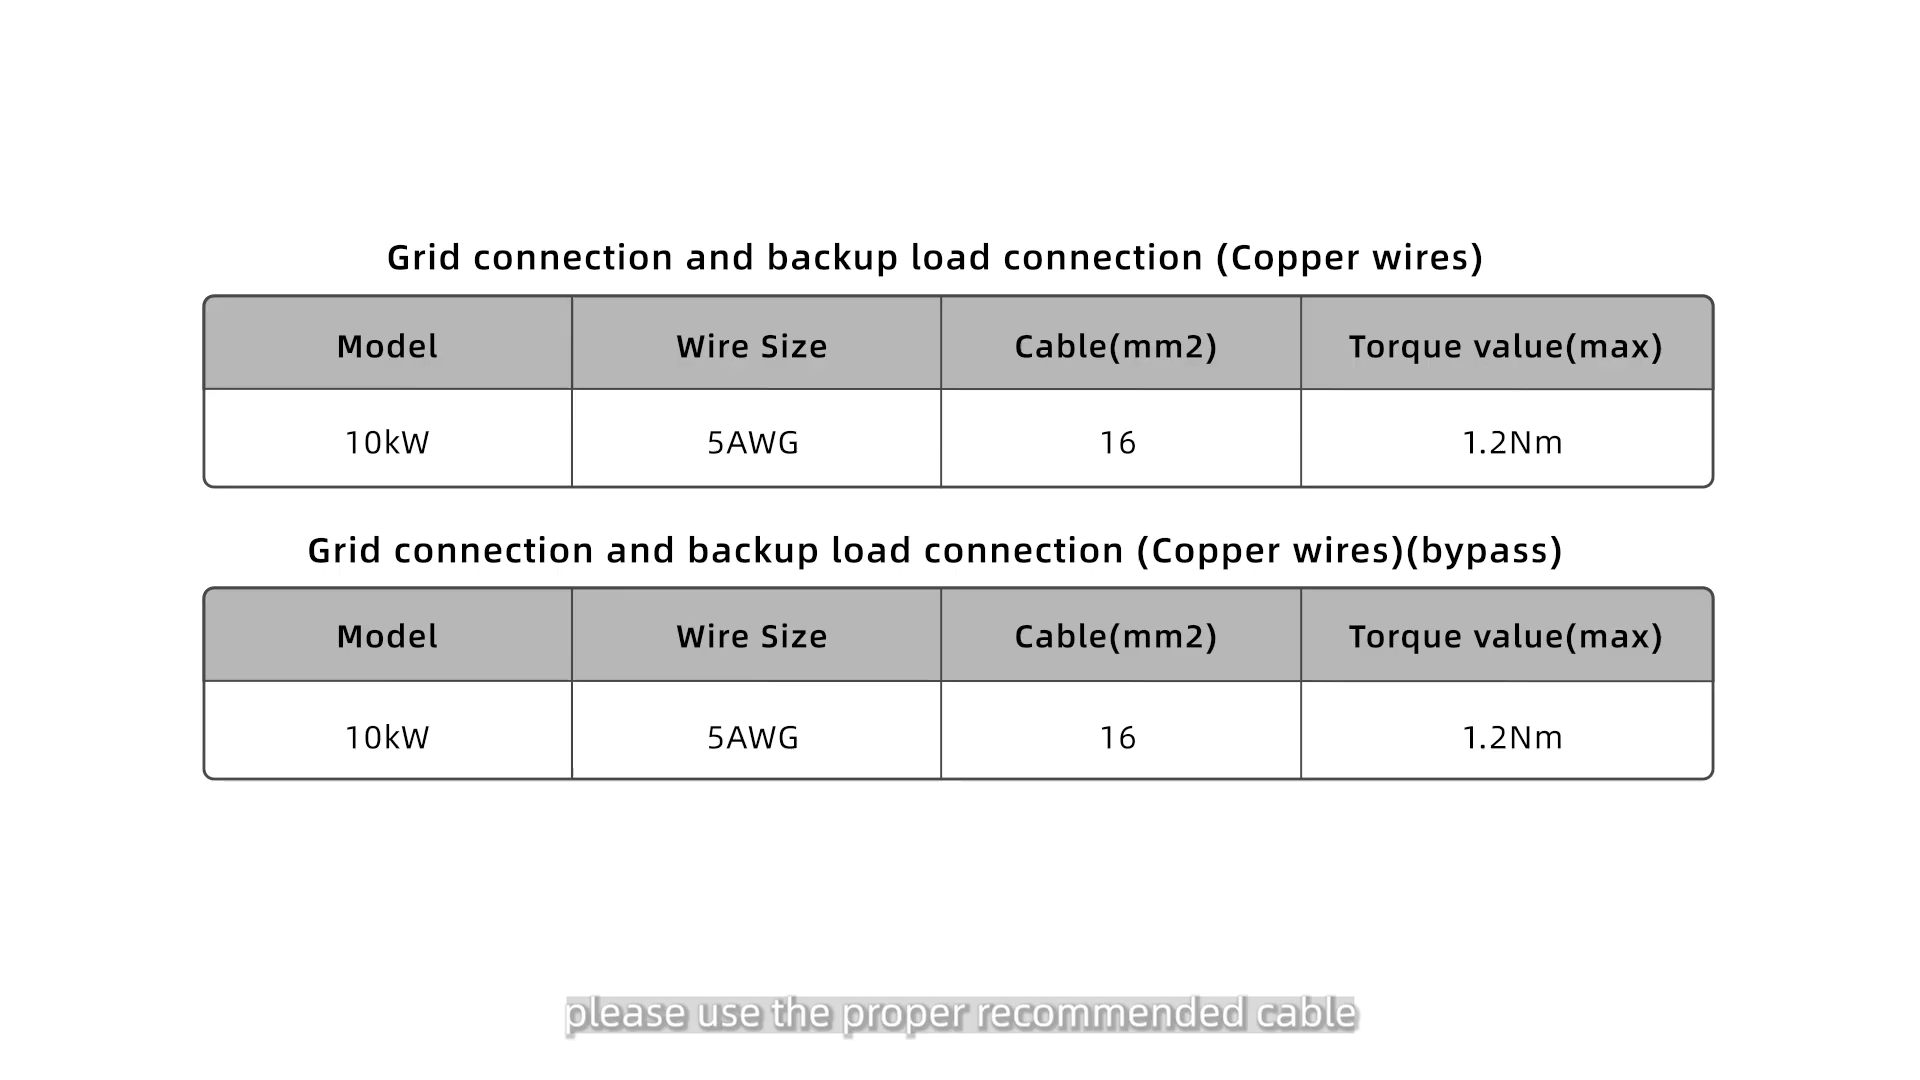 Grid connection and backup load connection (Copper wires)
Model Wire Size Cable(mm2) Torque value(max)
10kW 5AWG 16 1.2Nm
Grid connection and backup load connection (Copper wires)(bypass)
Model Wire Size Cable(mm2) Torque value(max)
10kW 5AWG 16 1.2Nm
please use the proper recommended cable